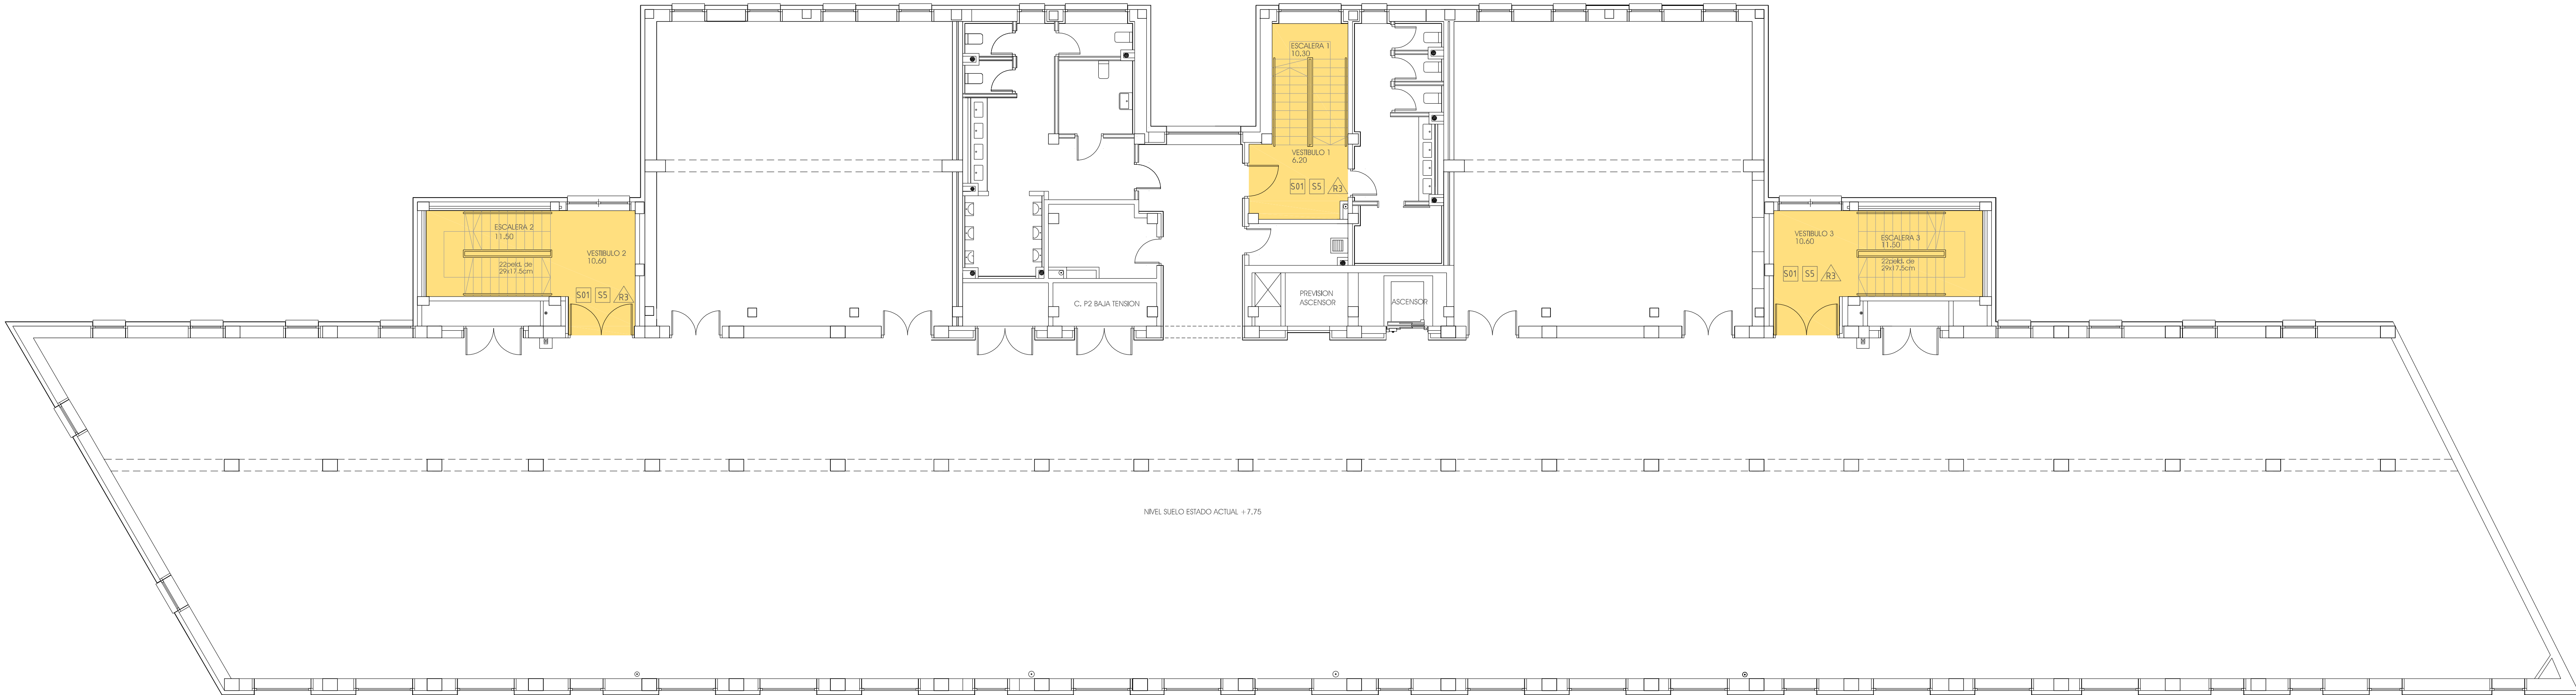 ESCALERA 1
10.30
VESTIBULO 1
6.20
S01 S5 R3
ESCALERA 2
11.50
VESTIBULO 2
10.60
22peld. de
29x17.5cm
S01 S5 R3
VESTIBULO 3
10.60
ESCALERA 3
11.50
22peld. de
29x17.5cm
S01 S5 R3
C. P2 BAJA TENSION
PREVISION
ASCENSOR
ASCENSOR
NIVEL SUELO ESTADO ACTUAL +7.75